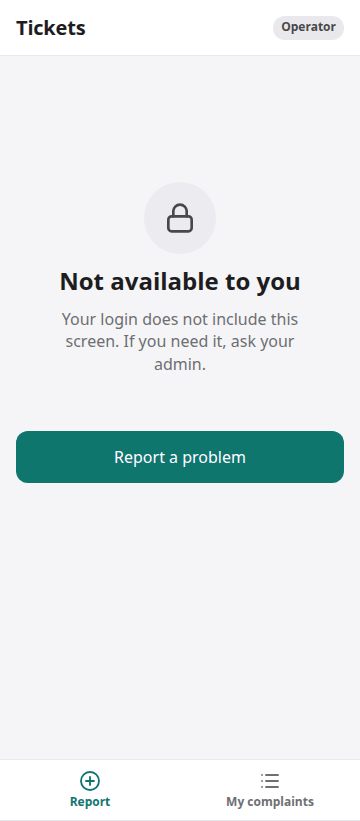 Tickets
Operator
Not available to you
Your login does not include this
screen. If you need it, ask your
admin.
Report a problem
Report
My complaints